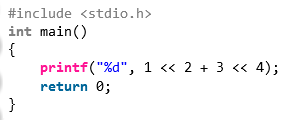 #include <stdio.h>
int main()
{
    printf("%d", 1 << 2 + 3 << 4);
    return 0;
}